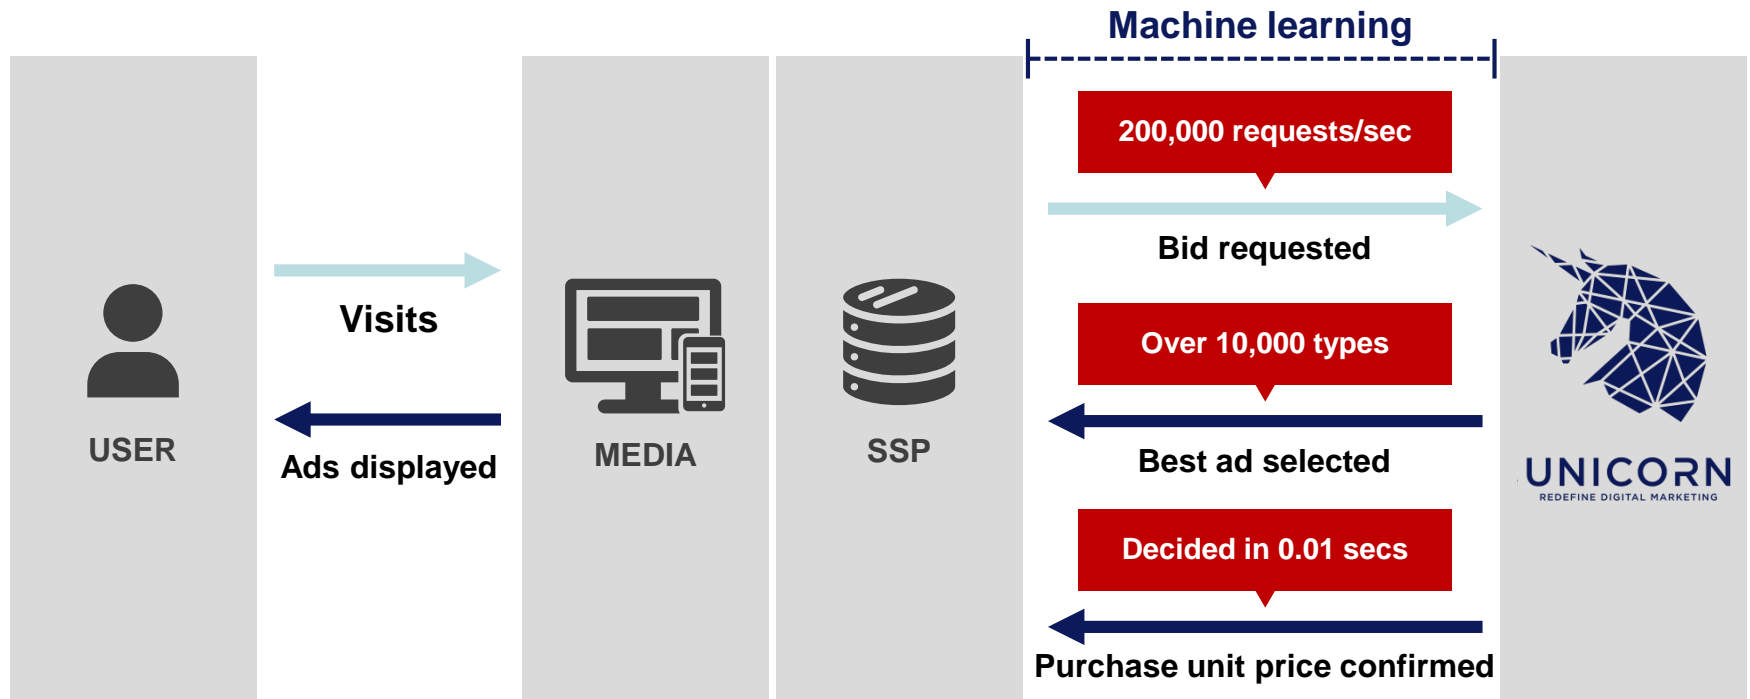 Machine learning
200,000 requests/sec
Bid requested
Visits
Over 10,000 types
USER
Ads displayed
MEDIA
SSP
Best ad selected
UNICORN
REDEFINE DIGITAL MARKETING
Decided in 0.01 secs
Purchase unit price confirmed